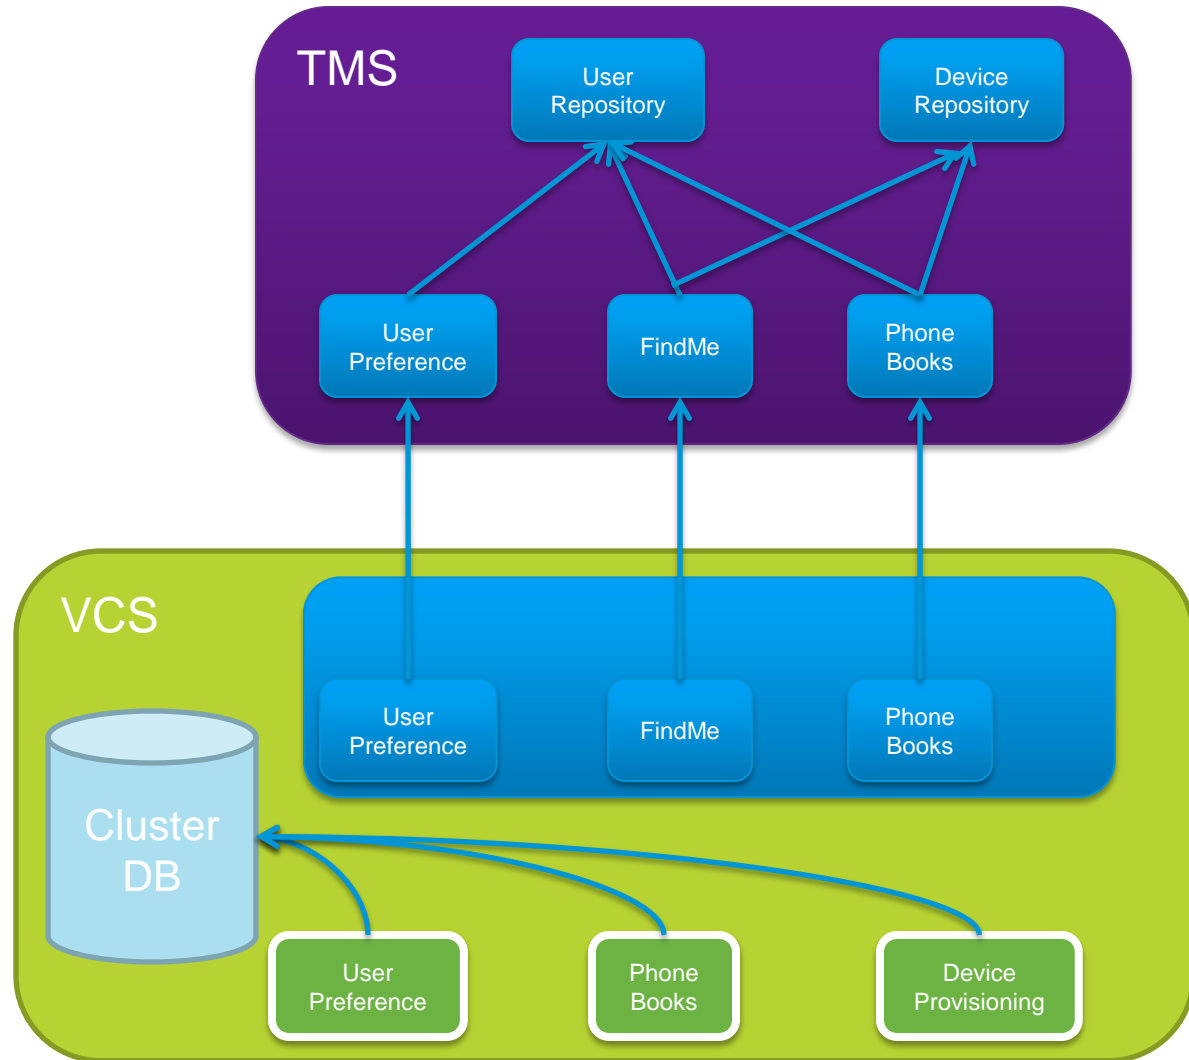 TMS
User
Repository
Device
Repository
User
Preference
FindMe
Phone
Books
VCS
User
Preference
FindMe
Phone
Books
Cluster
DB
User
Preference
Phone
Books
Device
Provisioning